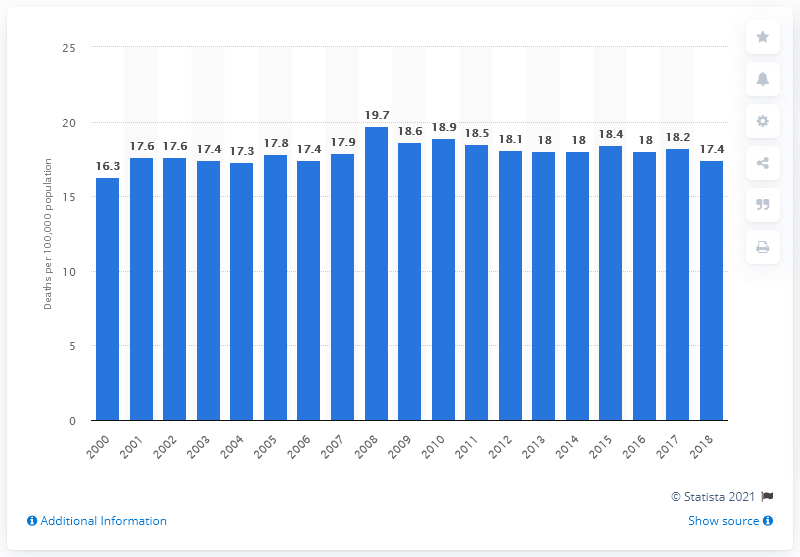 25
20
15
10
5
0
Deaths per 100,000 population
16.3 17.6 17.6 17.4 17.3 17.8 17.4 17.9 19.7 18.6 18.9 18.5 18.1 18 18 18.4 18 18.2 17.4
2000 2001 2002 2003 2004 2005 2006 2007 2008 2009 2010 2011 2012 2013 2014 2015 2016 2017 2018
© Statista 2021
Additional Information
Show source